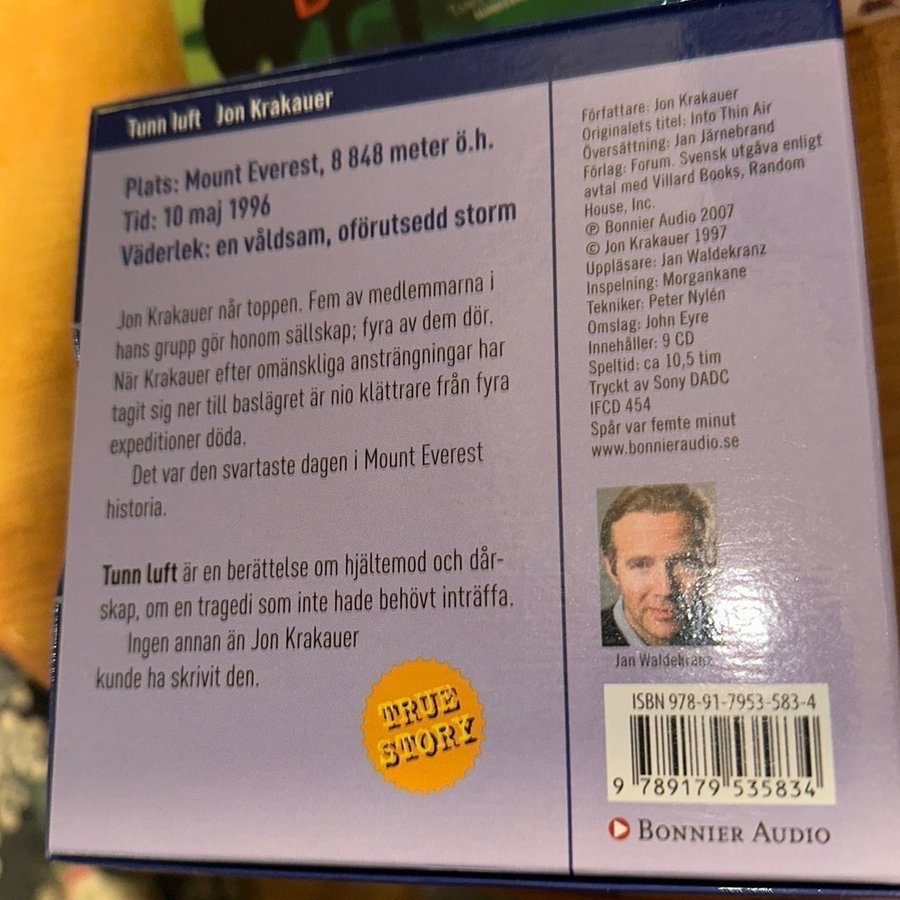 Tunn luft Jon Krakauer
Plats: Mount Everest, 8 848 meter ö.h.
Tid: 10 maj 1996
Väderlek: en våldsam, oförutsedd storm
Jon Krakauer når toppen. Fem av medlemmarna i
hans grupp gör honom sällskap; fyra av dem dör.
När Krakauer efter omänskliga ansträngningar har
tagit sig ner till baslägret är nio klättrare från fyra
expeditioner döda.
Det var den svartaste dagen i Mount Everest
historia.
Tunn luft är en berättelse om hjältemod och dår-
skap, om en tragedi som inte hade behövt inträffa.
Ingen annan än Jon Krakauer
kunde ha skrivit den.
TRUE
STORY
Författare: Jon Krakauer
Originalets titel: Into Thin Air
Översättning: Jan Järnebrand
Förlag: Forum. Svensk utgåva enligt
avtal med Villard Books, Random
House, Inc.
℗ Bonnier Audio 2007
© Jon Krakauer 1997
Uppläsare: Jan Waldekranz
Inspelning: Morgankane
Tekniker: Peter Nylén
Omslag: John Eyre
Innehåller: 9 CD
Speltid: ca 10,5 tim
Tryckt av Sony DADC
IFCD 454
Spår var femte minut
www.bonnieraudio.se
Jan Waldekranz
ISBN 978-91-7953-583-4
9 789179 535834
BONNIER AUDIO